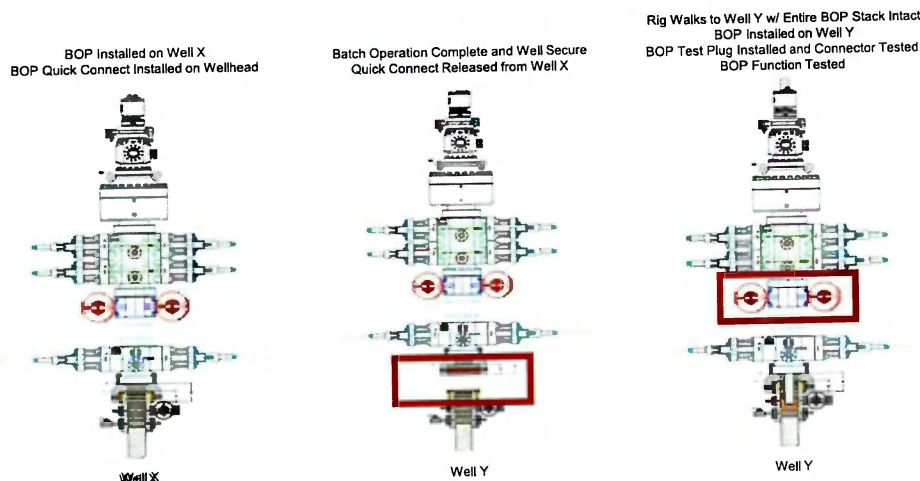 BOP Installed on Well X
BOP Quick Connect Installed on Wellhead
Batch Operation Complete and Well Secure
Quick Connect Released from Well X
Rig Walks to Well Y w/ Entire BOP Stack Intact
BOP Installed on Well Y
BOP Test Plug Installed and Connector Tested
BOP Function Tested
Well X
Well Y
Well Y